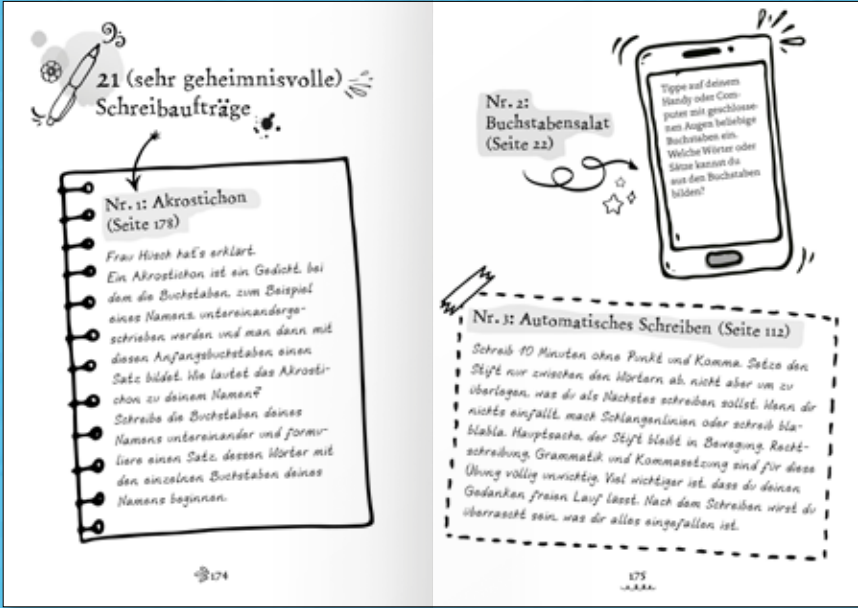 21 (sehr geheimnisvolle)
Schreibaufträge
Nr. 1: Akrostichon
(Seite 178)
Frau Hüsch hat's erklärt.
Ein Akrostichon ist ein Gedicht, bei
dem die Buchstaben, zum Beispiel
eines Namens, untereinanderge-
schrieben werden und man dann mit
diesen Anfangsbuchstaben einen
Satz bildet. Wie lautet das Akrosti-
chon zu deinem Namen?
Schreibe die Buchstaben deines
Namens untereinander und formu-
liere einen Satz, dessen Wörter mit
den einzelnen Buchstaben deines
Namens beginnen.
174
Nr. 2:
Buchstabensalat
(Seite 22)
Tippe auf deinem
Handy oder Com-
puter mit geschlosse-
nen Augen beliebige
Buchstaben ein.
Welche Wörter oder
Sätze kannst du
aus den Buchstaben
bilden?
Nr. 3: Automatisches Schreiben (Seite 112)
Schreib 10 Minuten ohne Punkt und Komma. Setze den
Stift nur zwischen den Wörtern ab, nicht aber um zu
überlegen, was du als Nächstes schreiben sollst. Wenn dir
nichts einfällt, mach Schlangenlinien oder schreib bla-
blabla. Hauptsache, der Stift bleibt in Bewegung. Recht-
schreibung, Grammatik und Kommasetzung sind für diese
Übung völlig unwichtig. Viel wichtiger ist, dass du deinen
Gedanken freien Lauf lässt. Nach dem Schreiben wirst du
überrascht sein, was dir alles eingefallen ist.
175